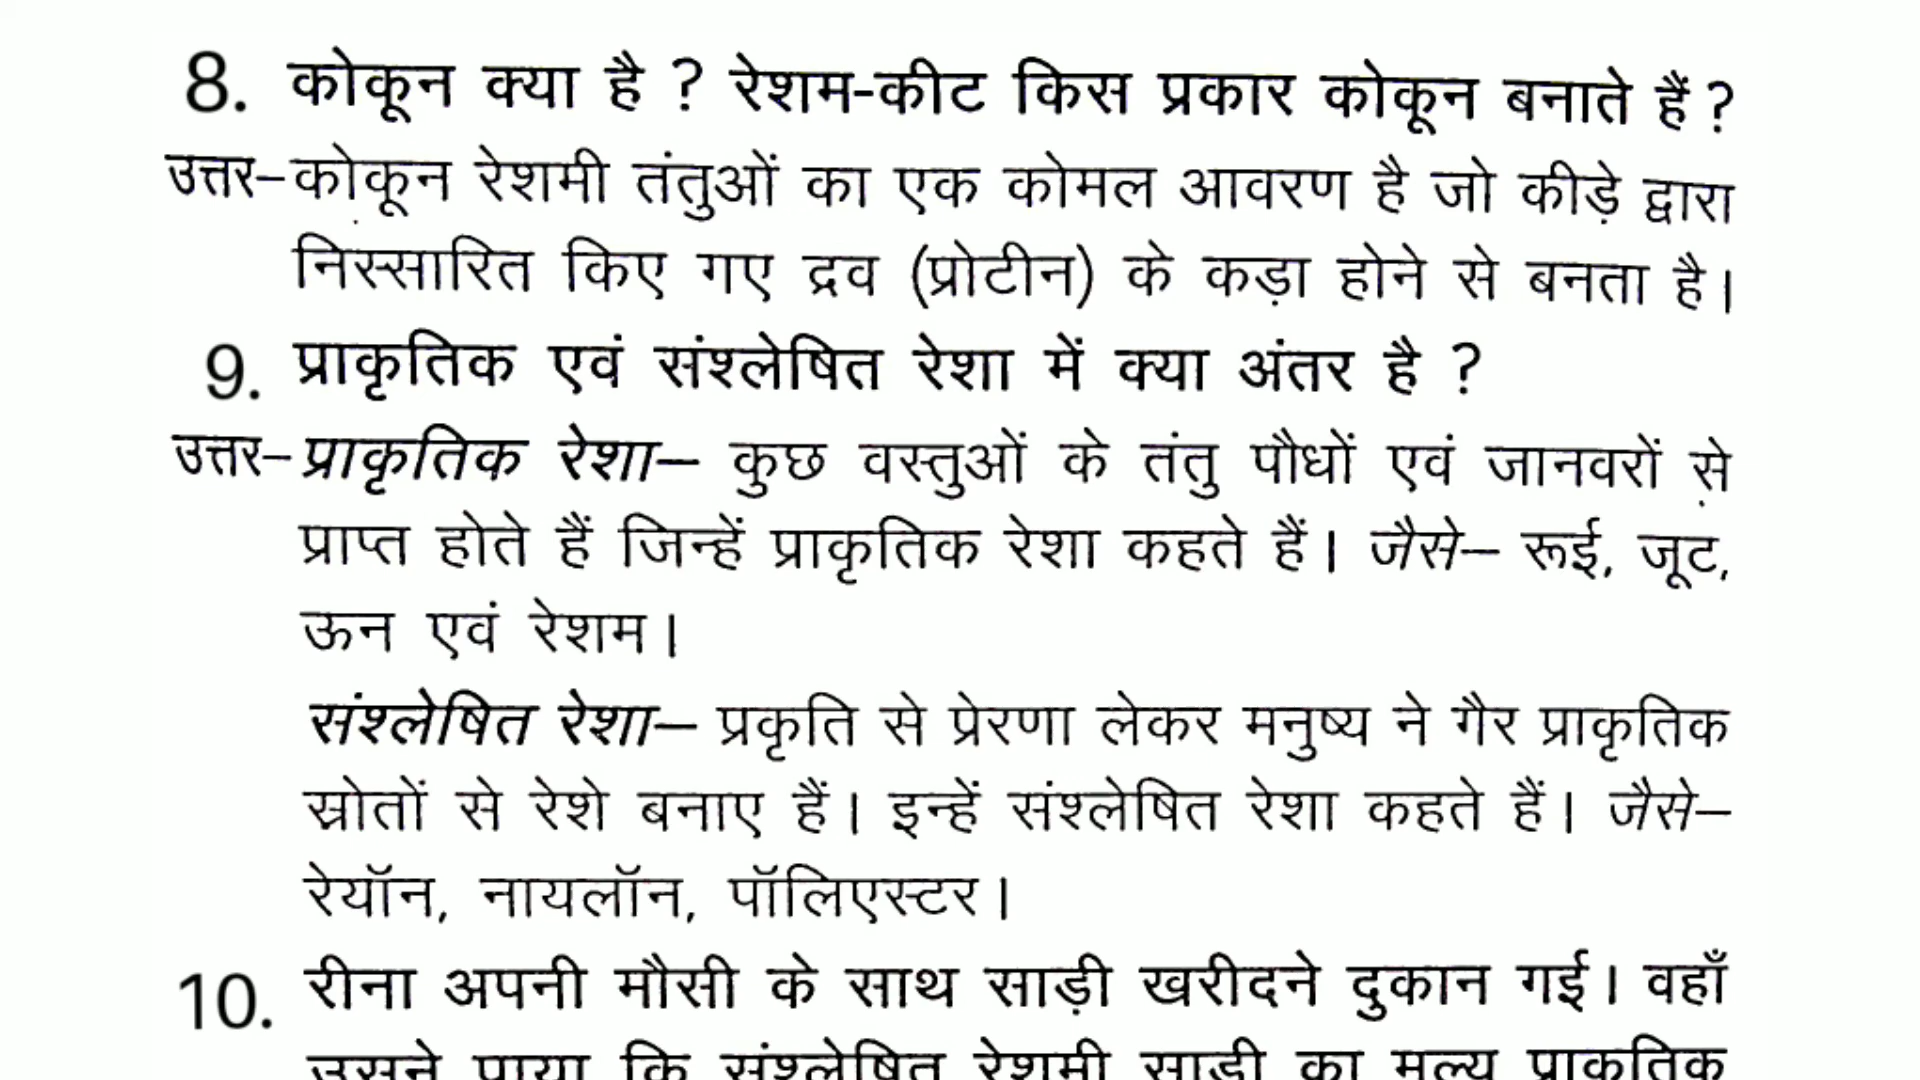 8. कोकून क्या है ? रेशम-कीट किस प्रकार कोकून बनाते हैं ?
उत्तर–कोकून रेशमी तंतुओं का एक कोमल आवरण है जो कीड़े द्वारा
निस्सारित किए गए द्रव (प्रोटीन) के कड़ा होने से बनता है।
9. प्राकृतिक एवं संश्लेषित रेशा में क्या अंतर है ?
उत्तर–प्राकृतिक रेशा– कुछ वस्तुओं के तंतु पौधों एवं जानवरों से
प्राप्त होते हैं जिन्हें प्राकृतिक रेशा कहते हैं। जैसे– रूई, जूट,
ऊन एवं रेशम।
संश्लेषित रेशा– प्रकृति से प्रेरणा लेकर मनुष्य ने गैर प्राकृतिक
स्रोतों से रेशे बनाए हैं। इन्हें संश्लेषित रेशा कहते हैं। जैसे–
रेयॉन, नायलॉन, पॉलिएस्टर।
10. रीना अपनी मौसी के साथ साड़ी खरीदने दुकान गई। वहाँ
उसने पाया कि संश्लेषित रेशमी साड़ी का मूल्य प्राकृतिक